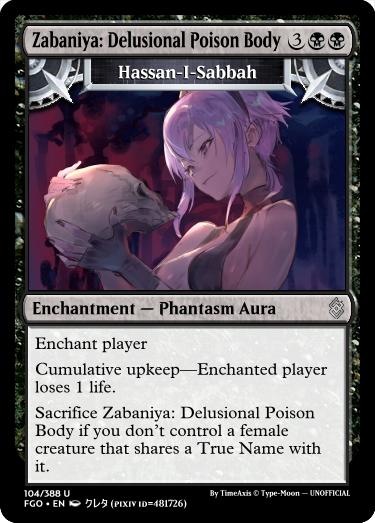 Zabaniya: Delusional Poison Body 3
Hassan-I-Sabbah
Enchantment — Phantasm Aura
Enchant player
Cumulative upkeep—Enchanted player
loses 1 life.
Sacrifice Zabaniya: Delusional Poison
Body if you don't control a female
creature that shares a True Name with
it.
104/388 U
FGO • EN クレタ (PIXIV ID=481726)
By TimeAxis © Type-Moon — UNOFFICIAL